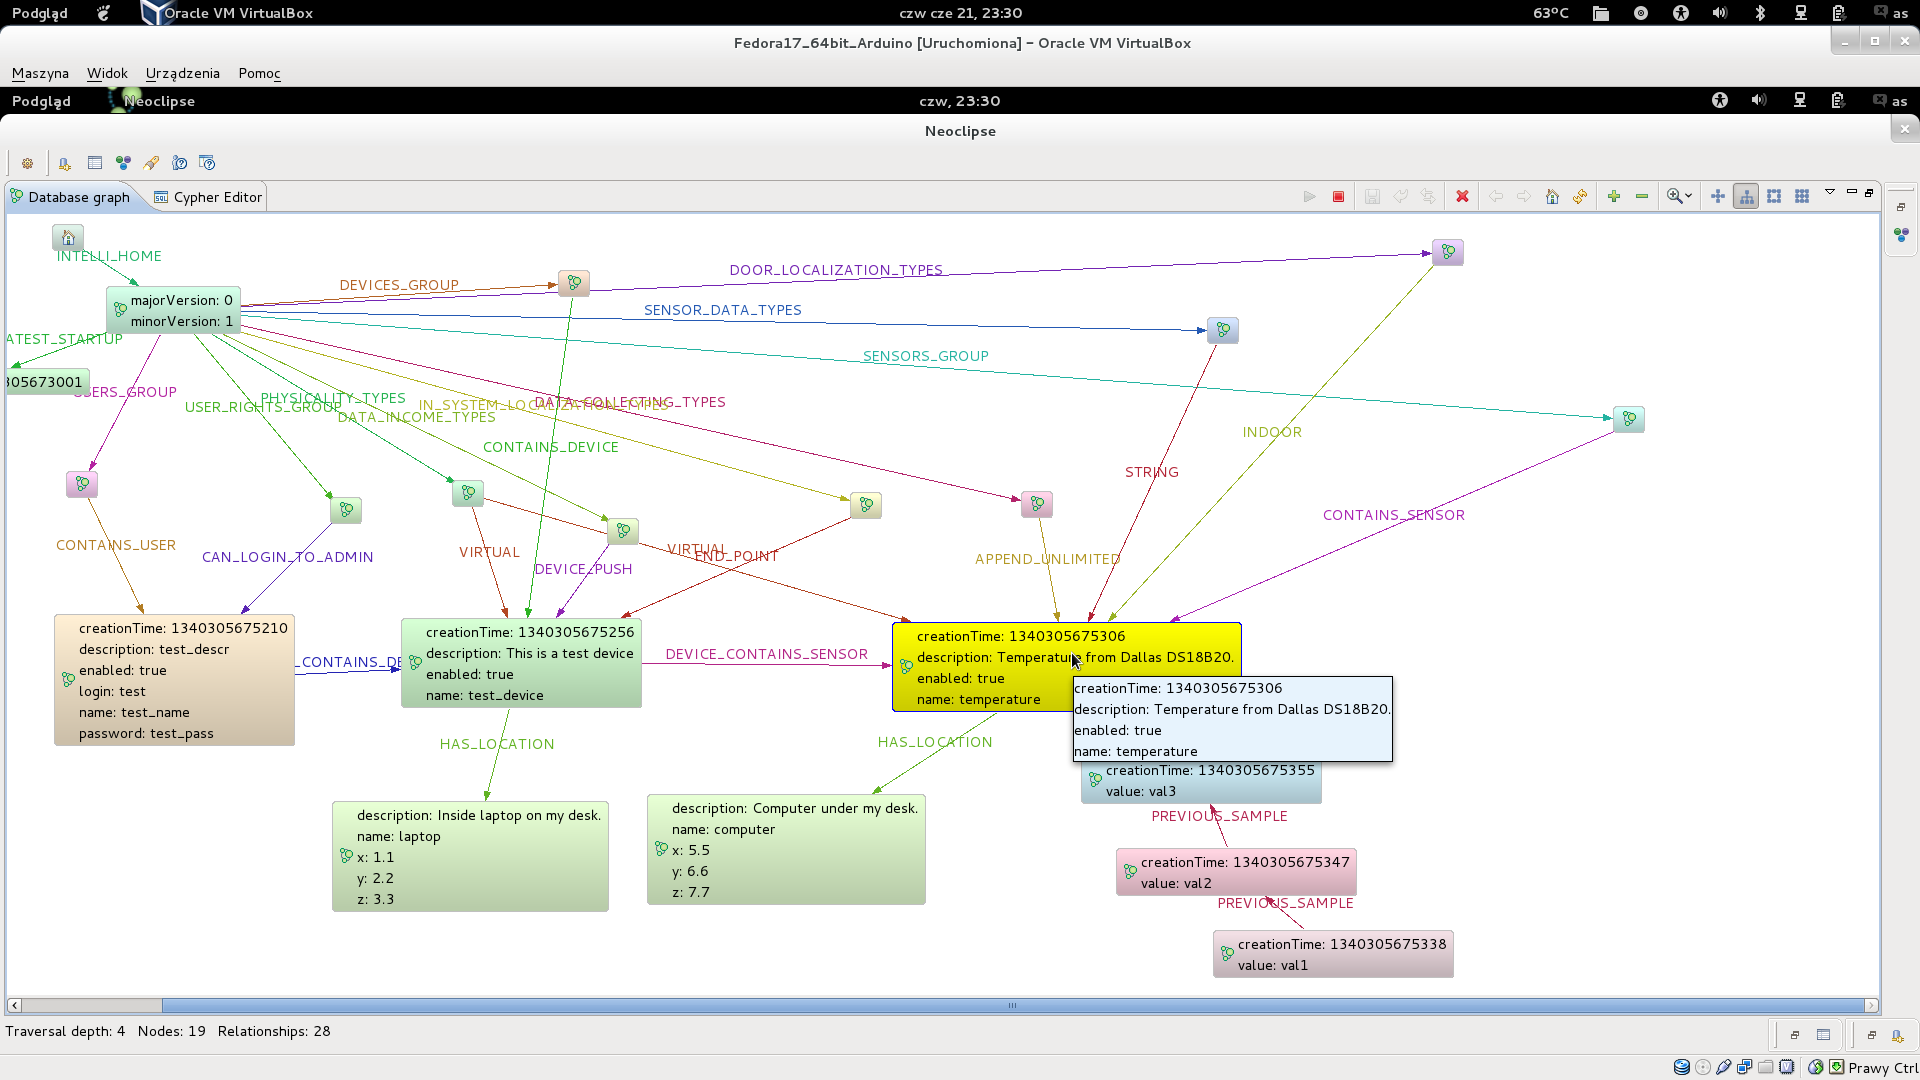 Podgląd Oracle VM VirtualBox czw cze 21, 23:30 63°C as
Fedora17_64bit_Arduino [Uruchomiona] – Oracle VM VirtualBox
Maszyna Widok Urządzenia Pomoc
Podgląd Neoclipse czw, 23:30 as
Neoclipse
Database graph Cypher Editor
INTELLI_HOME
majorVersion: 0
minorVersion: 1
DEVICES_GROUP
DOOR_LOCALIZATION_TYPES
SENSOR_DATA_TYPES
SENSORS_GROUP
ATEST_STARTUP
305673001
SERS_GROUP
USER_RIGHTS_GROUP
PHYSICALITY_TYPES
DATA_INCOME_TYPES
IN_SYSTEM_LOCALIZATION_TYPES
DATA_COLLECTING_TYPES
CONTAINS_DEVICE
INDOOR
STRING
CONTAINS_SENSOR
CONTAINS_USER
CAN_LOGIN_TO_ADMIN
VIRTUAL
DEVICE_PUSH
VIRTUAL
END_POINT
APPEND_UNLIMITED
creationTime: 1340305675210
description: test_descr
enabled: true
login: test
name: test_name
password: test_pass
_CONTAINS_DE
creationTime: 1340305675256
description: This is a test device
enabled: true
name: test_device
DEVICE_CONTAINS_SENSOR
creationTime: 1340305675306
description: Temperature from Dallas DS18B20.
enabled: true
name: temperature
creationTime: 1340305675306
description: Temperature from Dallas DS18B20.
enabled: true
name: temperature
HAS_LOCATION
HAS_LOCATION
description: Inside laptop on my desk.
name: laptop
x: 1.1
y: 2.2
z: 3.3
description: Computer under my desk.
name: computer
x: 5.5
y: 6.6
z: 7.7
creationTime: 1340305675355
value: val3
PREVIOUS_SAMPLE
creationTime: 1340305675347
value: val2
PREVIOUS_SAMPLE
creationTime: 1340305675338
value: val1
Traversal depth: 4 Nodes: 19 Relationships: 28
Prawy Ctrl